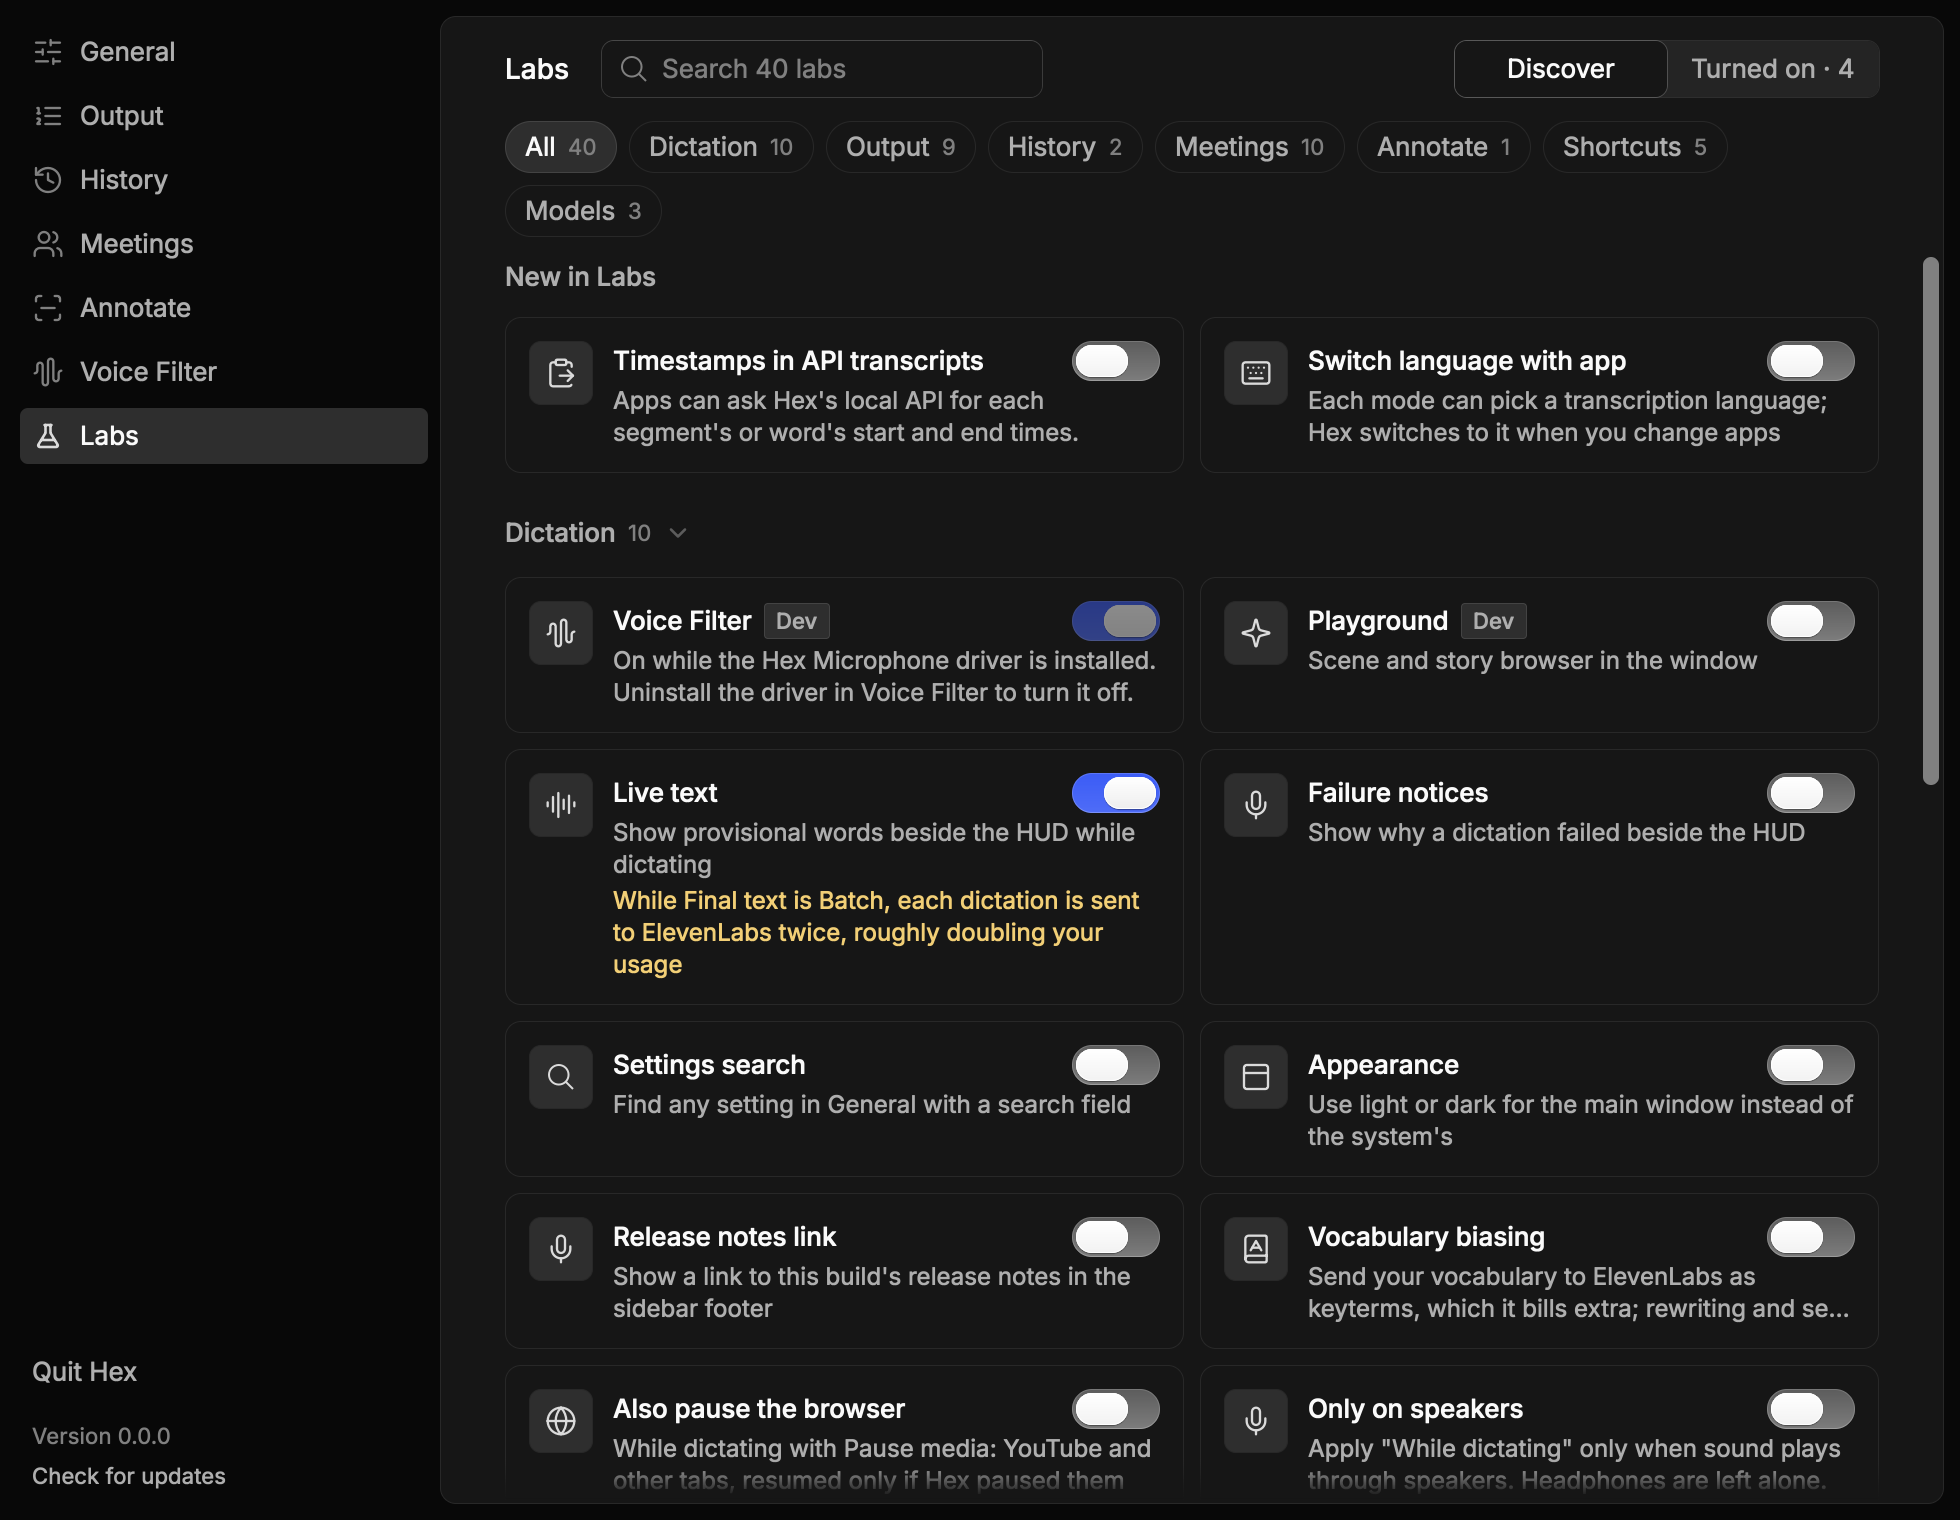 General
Output
History
Meetings
Annotate
Voice Filter
Labs
Quit Hex
Version 0.0.0
Check for updates
Labs
Search 40 labs
Discover
Turned on · 4
All 40
Dictation 10
Output 9
History 2
Meetings 10
Annotate 1
Shortcuts 5
Models 3
New in Labs
Timestamps in API transcripts
Apps can ask Hex's local API for each
segment's or word's start and end times.
Switch language with app
Each mode can pick a transcription language;
Hex switches to it when you change apps
Dictation 10
Voice Filter Dev
On while the Hex Microphone driver is installed.
Uninstall the driver in Voice Filter to turn it off.
Playground Dev
Scene and story browser in the window
Live text
Show provisional words beside the HUD while
dictating
While Final text is Batch, each dictation is sent
to ElevenLabs twice, roughly doubling your
usage
Failure notices
Show why a dictation failed beside the HUD
Settings search
Find any setting in General with a search field
Appearance
Use light or dark for the main window instead of
the system's
Release notes link
Show a link to this build's release notes in the
sidebar footer
Vocabulary biasing
Send your vocabulary to ElevenLabs as
keyterms, which it bills extra; rewriting and se...
Also pause the browser
While dictating with Pause media: YouTube and
other tabs, resumed only if Hex paused them
Only on speakers
Apply "While dictating" only when sound plays
through speakers. Headphones are left alone.